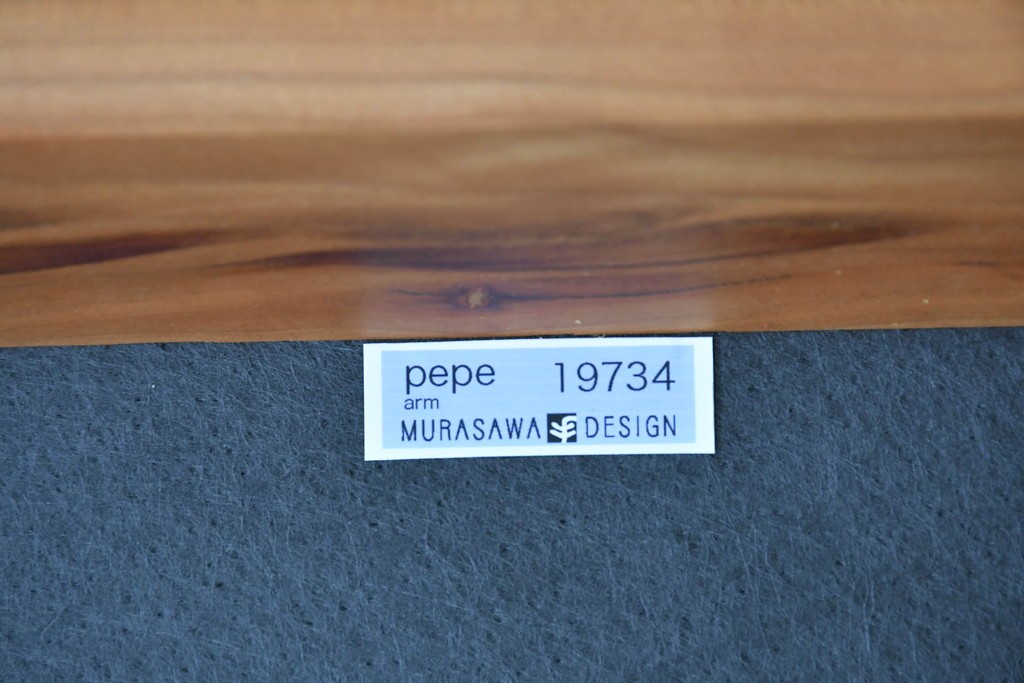 pepe 19734
arm
MURASAWA DESIGN